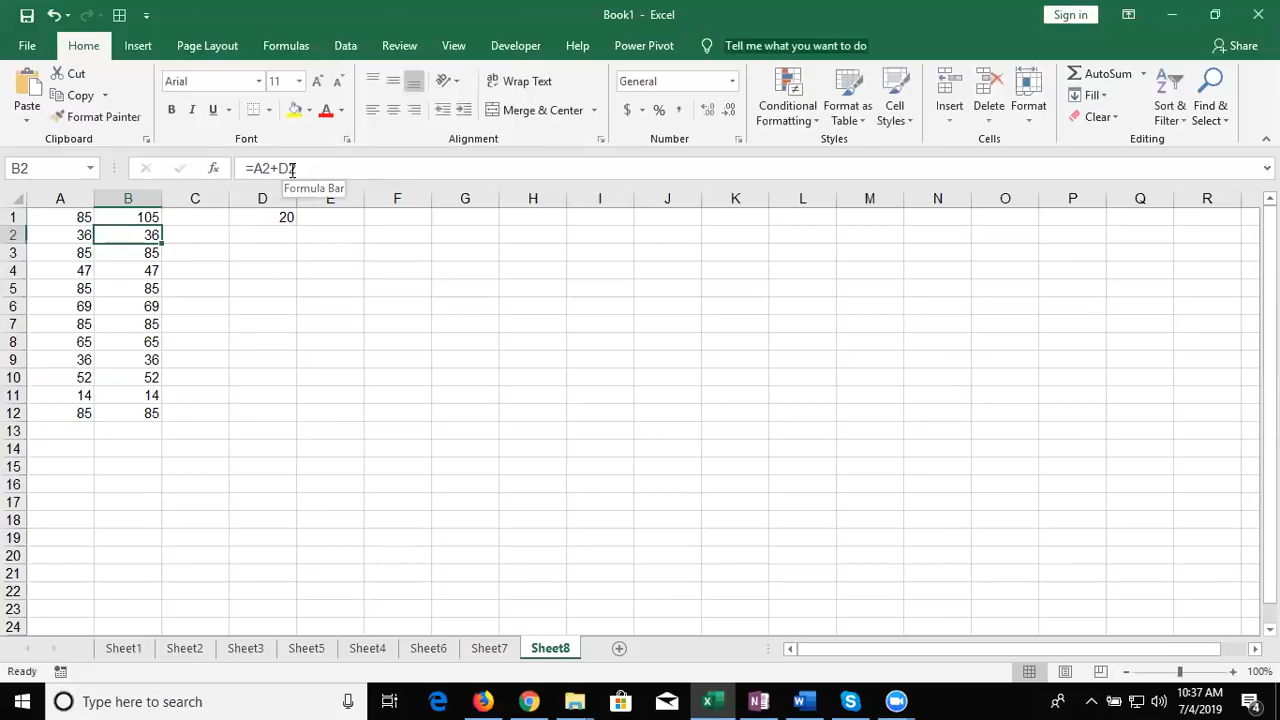 Book1 - Excel
Sign in
File Home Insert Page Layout Formulas Data Review View Developer Help Power Pivot Tell me what you want to do Share
Paste
Cut
Copy
Format Painter
Clipboard
Arial 11
B I U
Font
Wrap Text
Merge & Center
Alignment
General
$ % ,
Number
Conditional Formatting
Format as Table
Cell Styles
Styles
Insert Delete Format
Cells
AutoSum
Fill
Clear
Sort & Filter
Find & Select
Editing
B2 fx =A2+D2
Formula Bar
A B C D E F G H I J K L M N O P Q R
1 85 105 20
2 36 36
3 85 85
4 47 47
5 85 85
6 69 69
7 85 85
8 65 65
9 36 36
10 52 52
11 14 14
12 85 85
13
14
15
16
17
18
19
20
21
22
23
24
Sheet1 Sheet2 Sheet3 Sheet5 Sheet4 Sheet6 Sheet7 Sheet8
Ready 100%
Type here to search
10:37 AM
7/4/2019
4